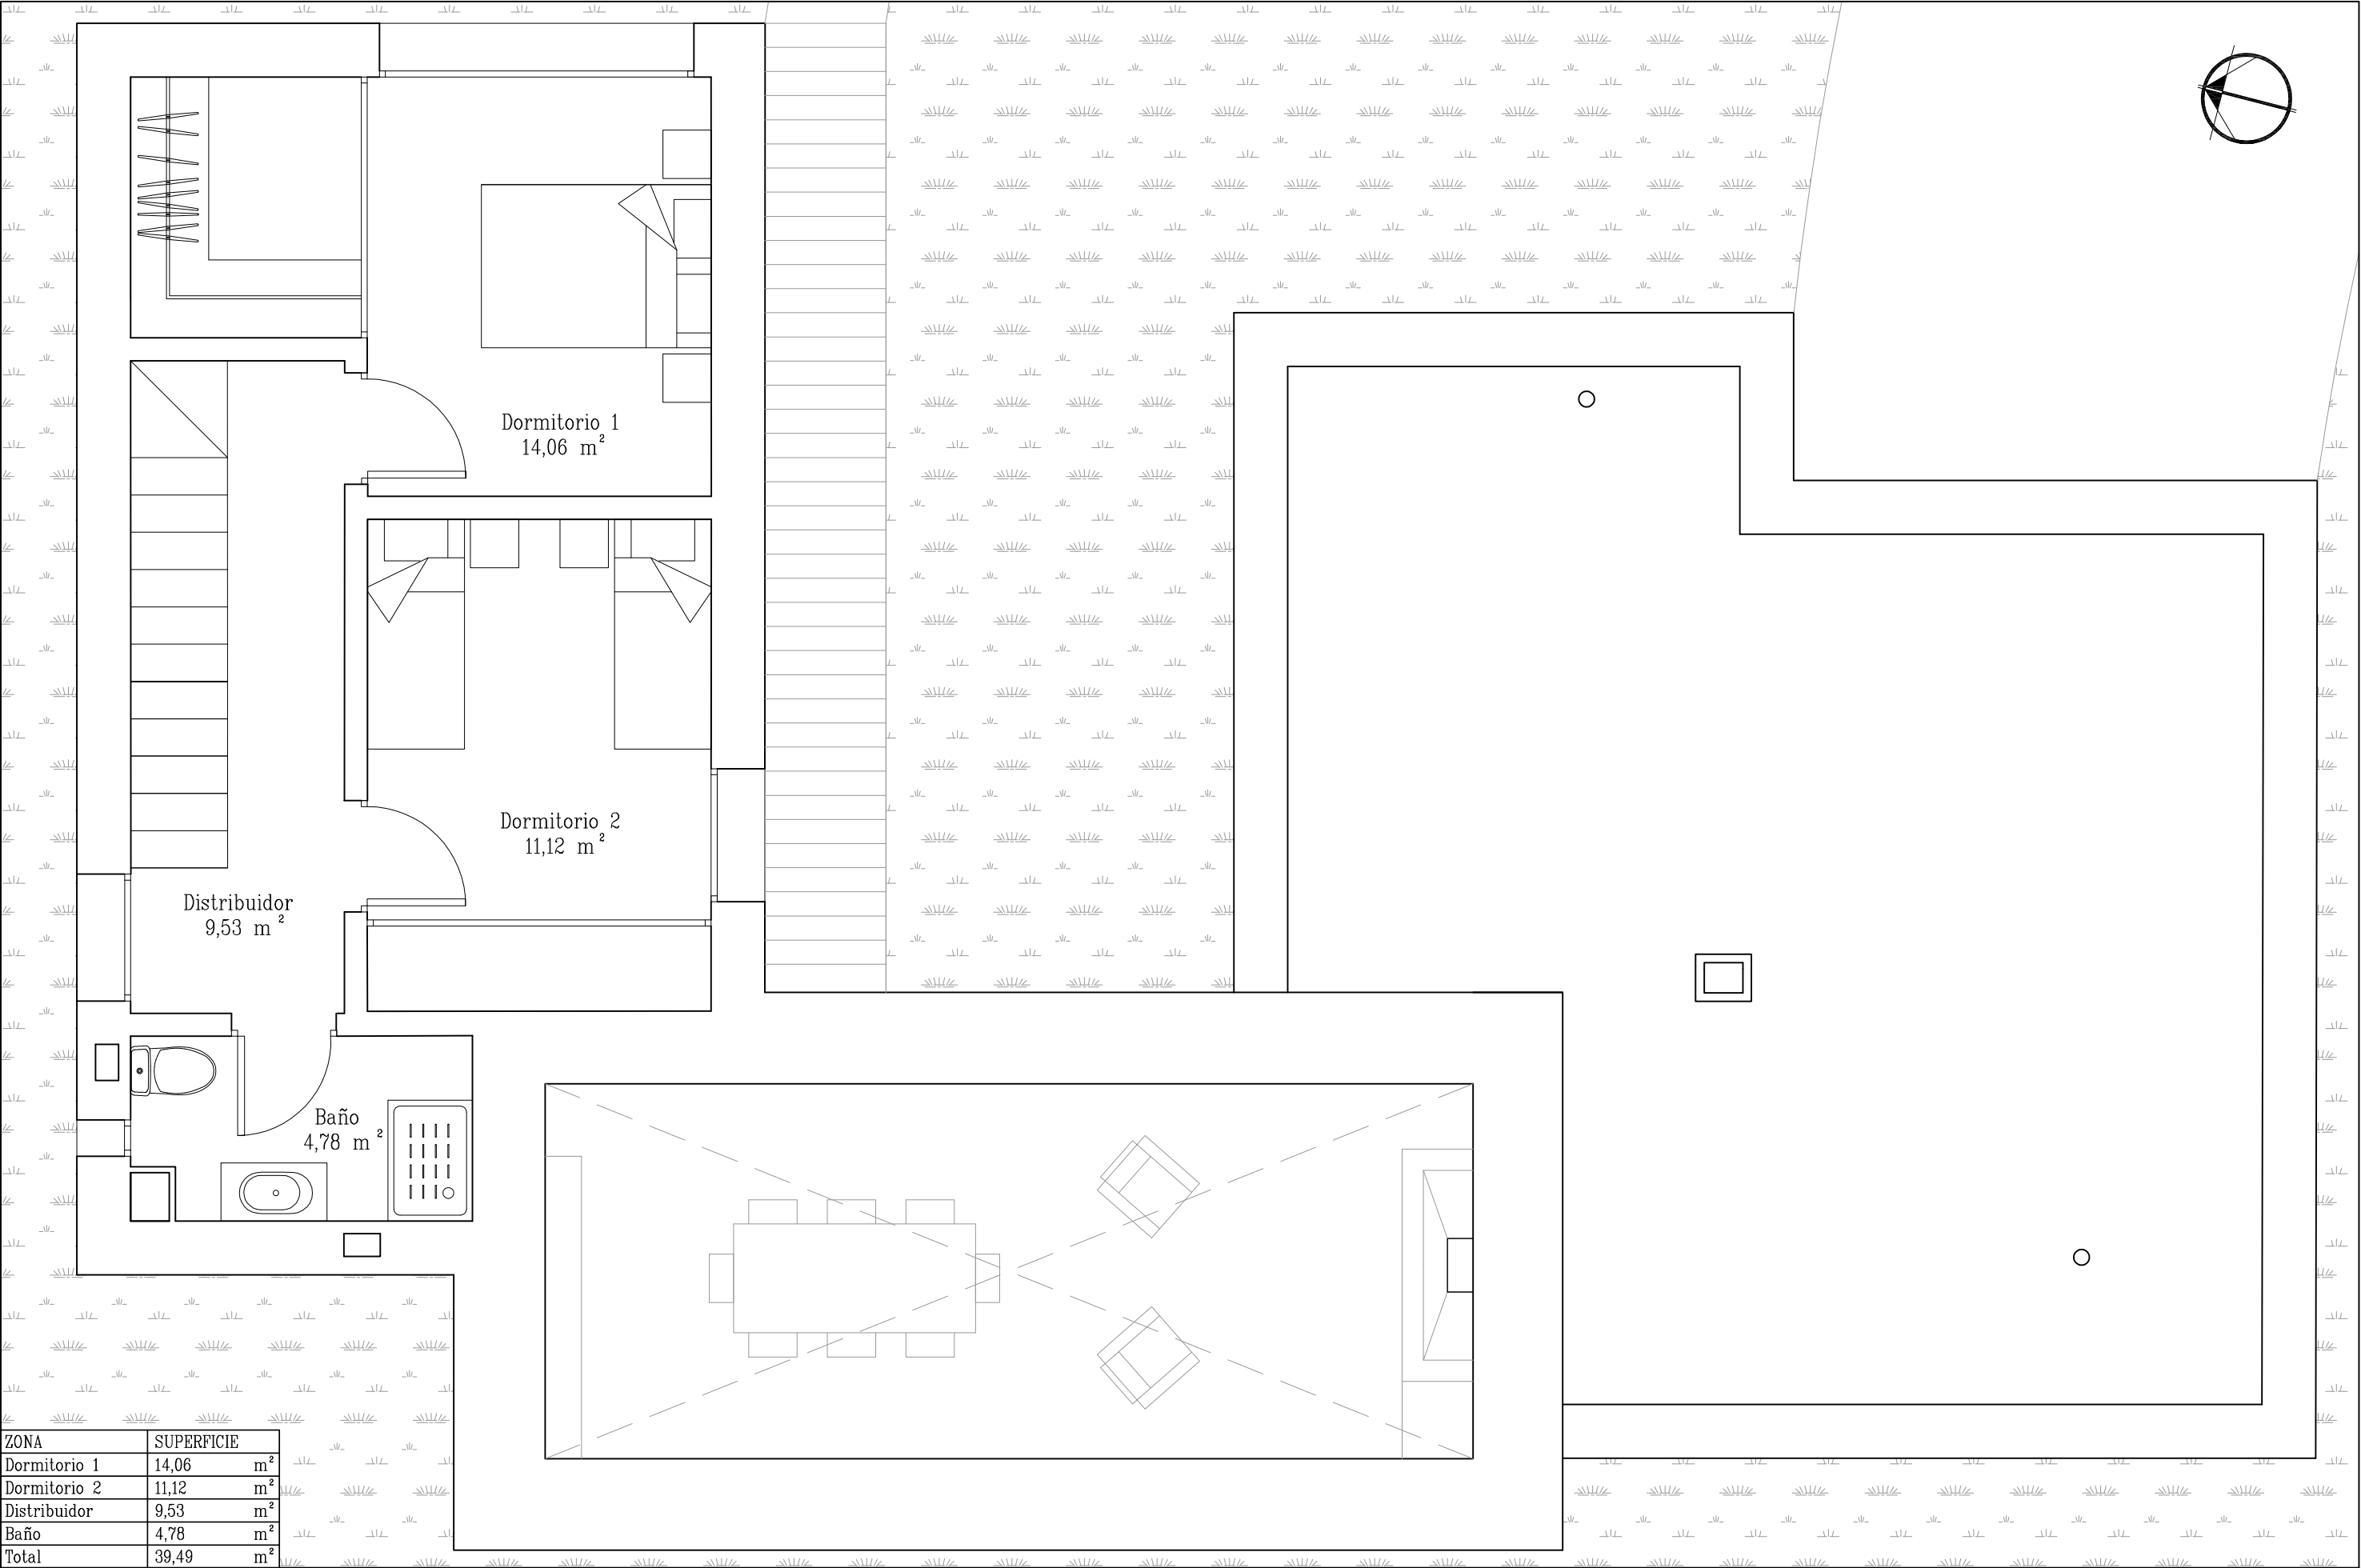 Dormitorio 1
14,06 m²
Dormitorio 2
11,12 m²
Distribuidor
9,53 m²
Baño
4,78 m²
ZONA SUPERFICIE
Dormitorio 1 14,06 m²
Dormitorio 2 11,12 m²
Distribuidor 9,53 m²
Baño 4,78 m²
Total 39,49 m²